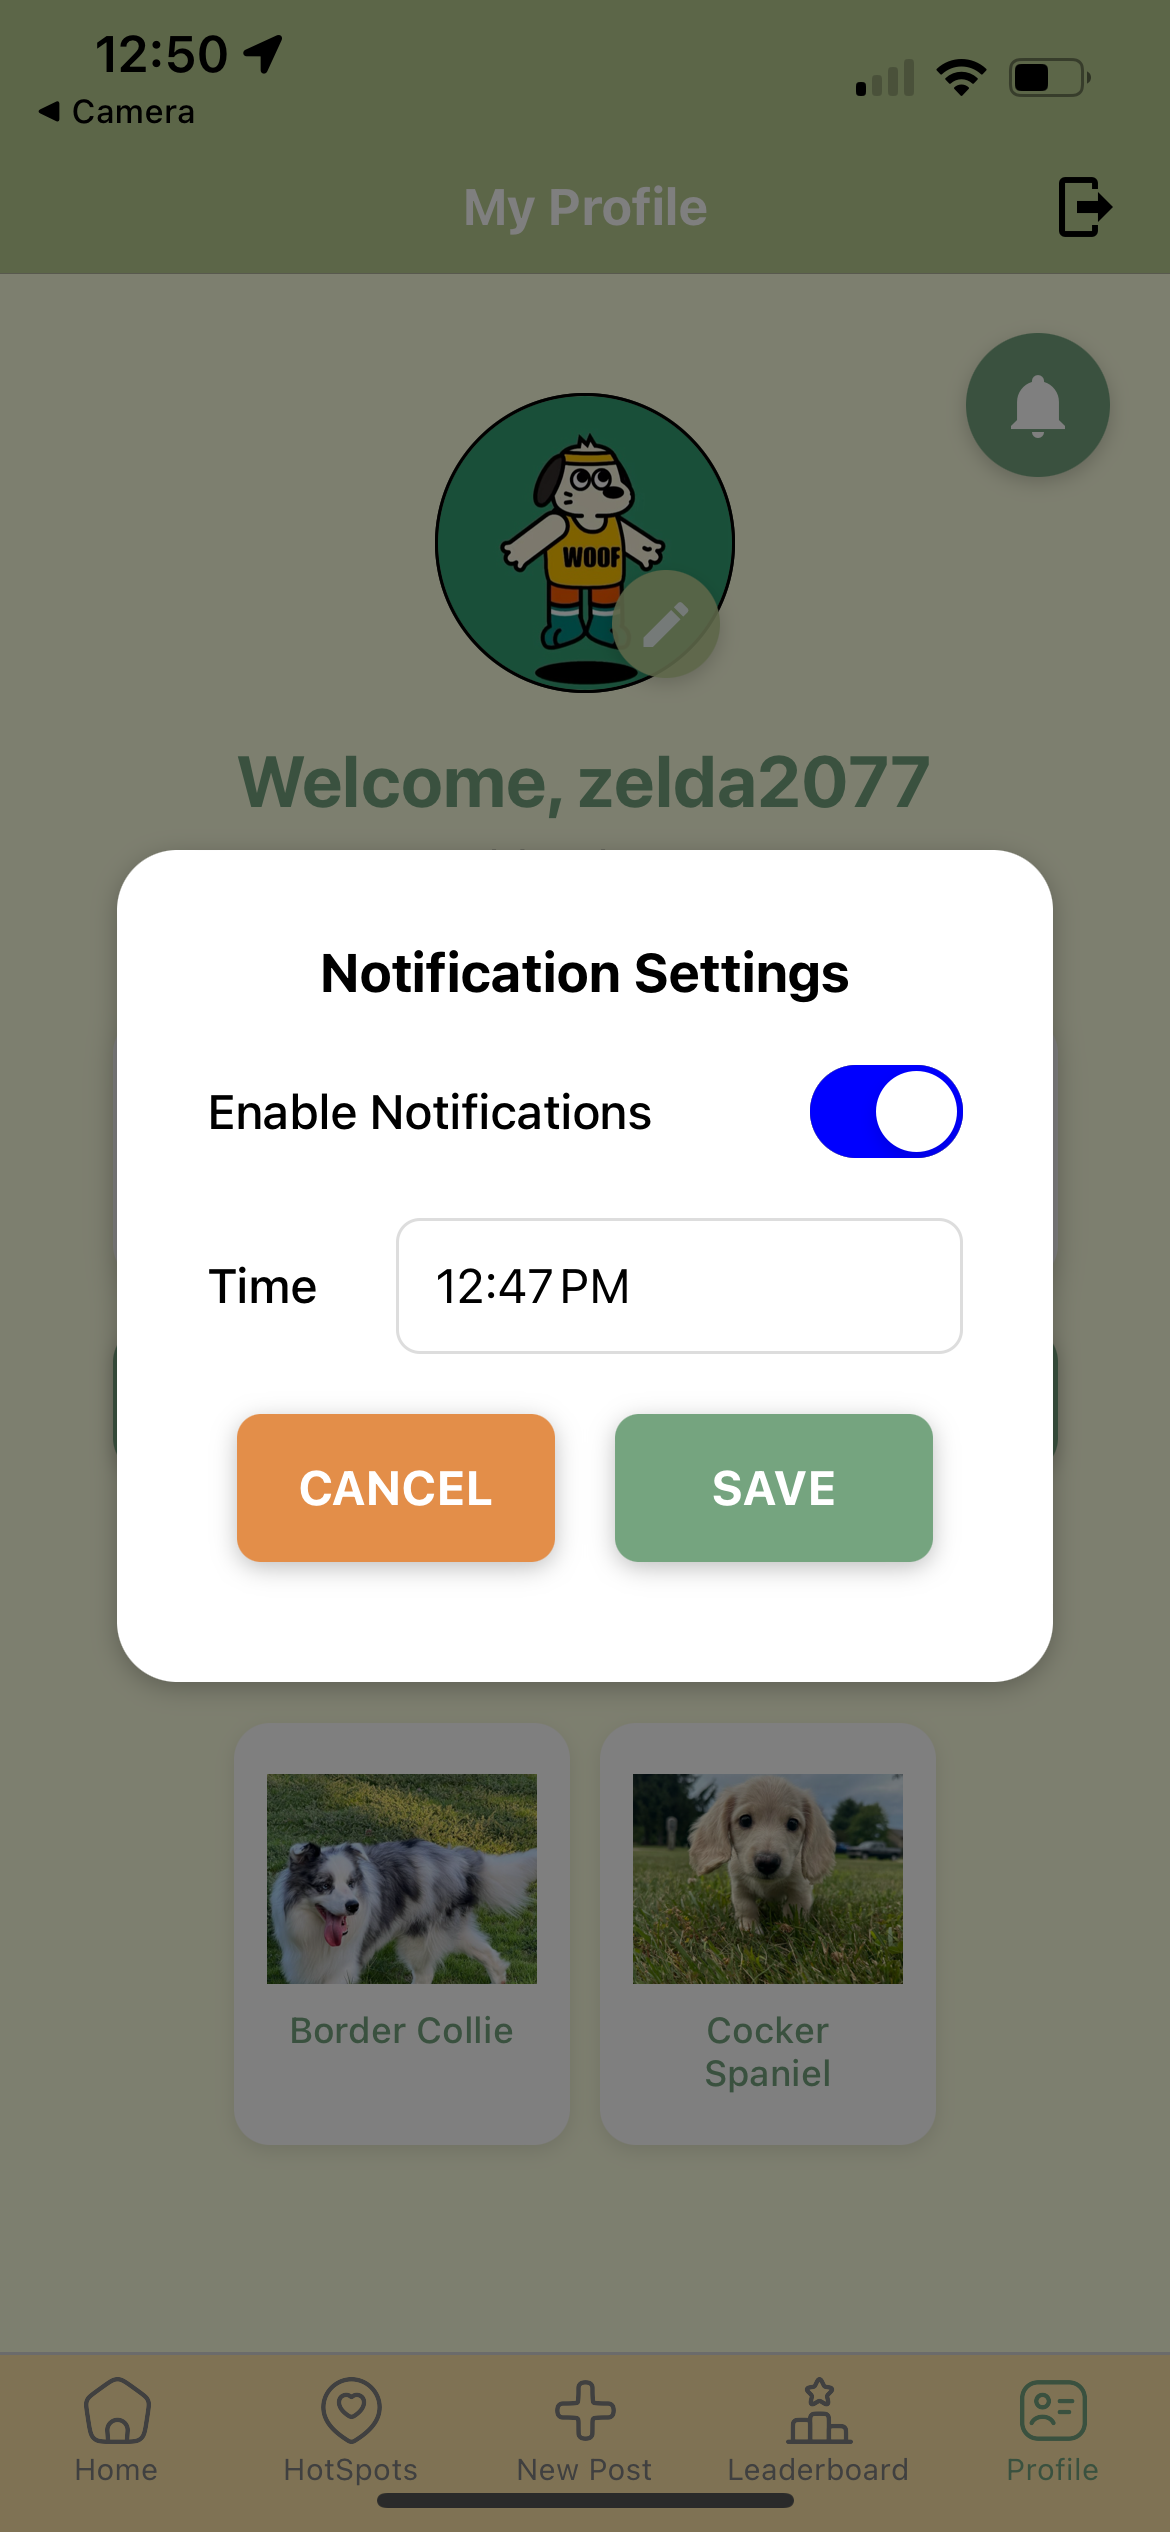 12:50
Camera
My Profile
WOOF
Welcome, zelda2077
Notification Settings
Enable Notifications
Time
12:47 PM
CANCEL
SAVE
Border Collie
Cocker
Spaniel
Home
HotSpots
New Post
Leaderboard
Profile